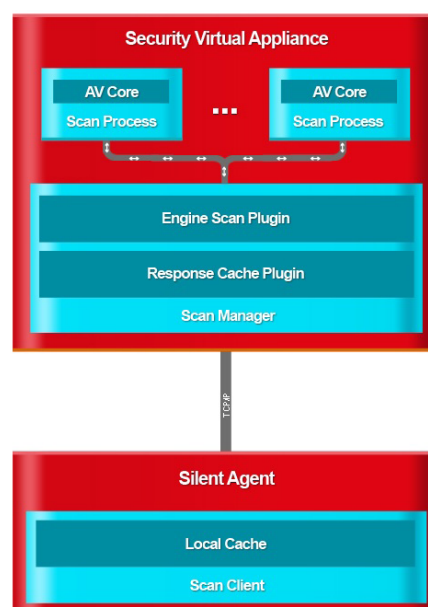 Security Virtual Appliance
AV Core
Scan Process
...
AV Core
Scan Process
Engine Scan Plugin
Response Cache Plugin
Scan Manager
TCP/IP
Silent Agent
Local Cache
Scan Client